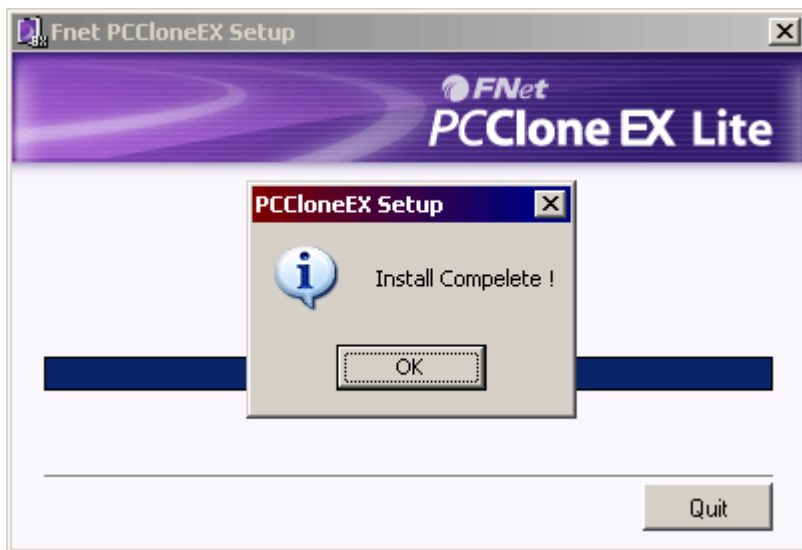 Fnet PCCloneEX Setup
FNet
PCClone EX Lite
PCCloneEX Setup
Install Compelete !
OK
Quit